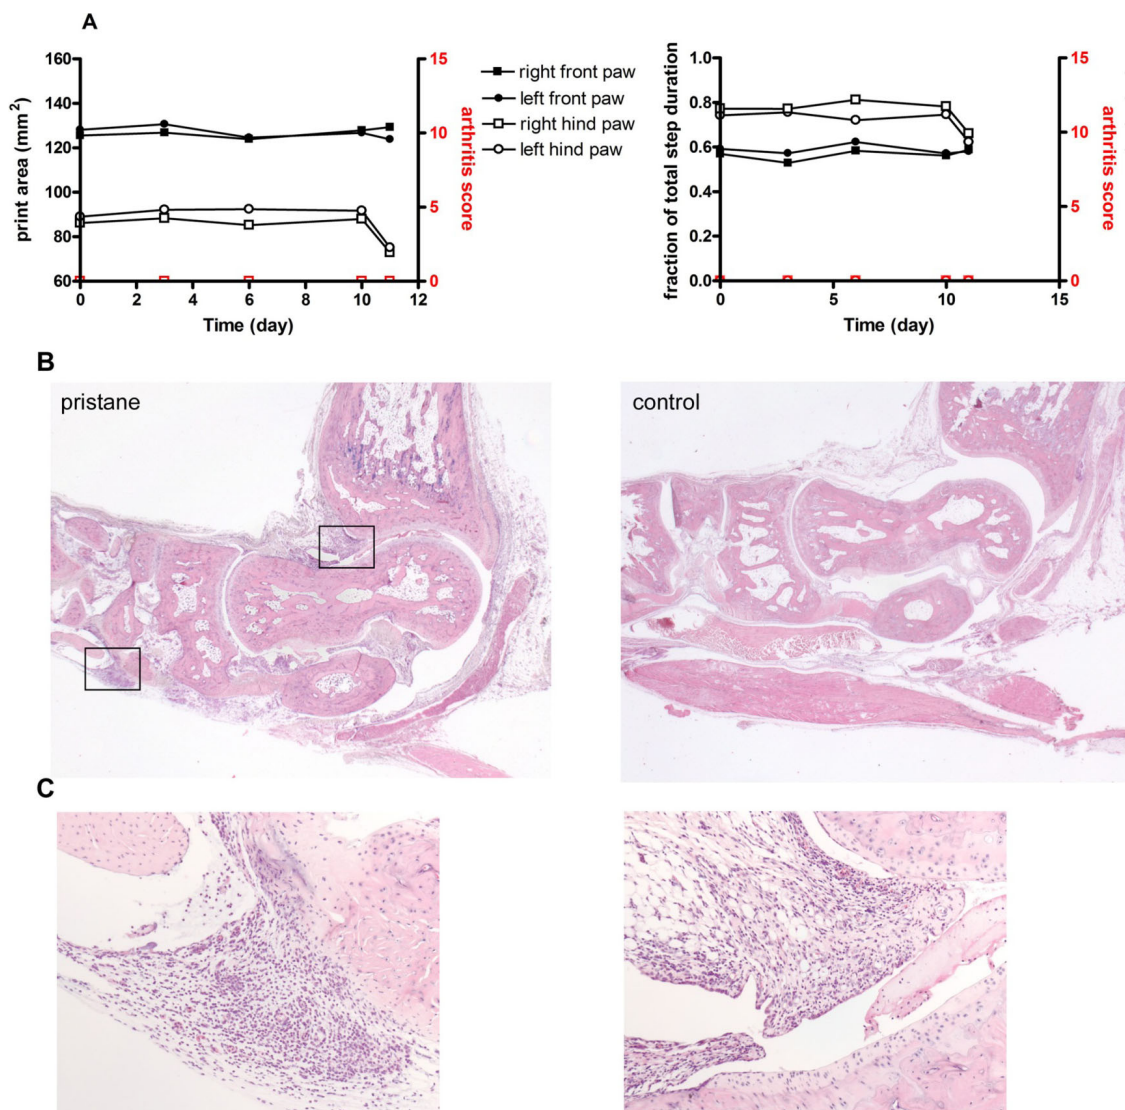 A
160
140
120
100
80
60
print area (mm²)
15
10
5
0
arthritis score
0 2 4 6 8 10 12
Time (day)
right front paw
left front paw
right hind paw
left hind paw
1.0
0.8
0.6
0.4
0.2
0.0
fraction of total step duration
15
10
5
0
arthritis score
0 5 10 15
Time (day)
B
pristane
control
C